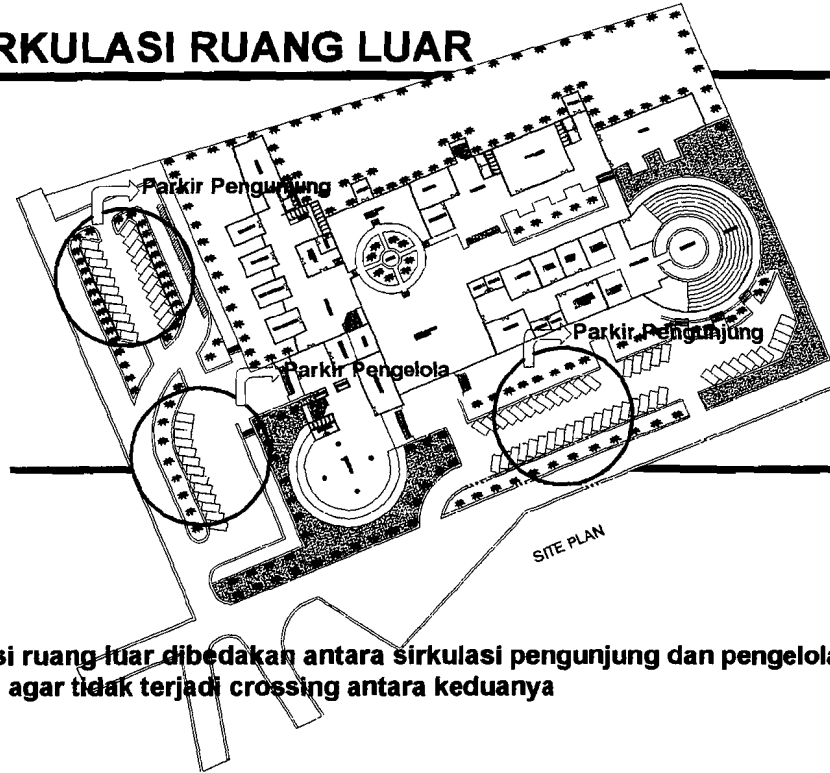 RKULASI RUANG LUAR
Parkir Pengunjung
Parkir Pengunjung
Parkir Pengelola
SITE PLAN
si ruang luar dibedakan antara sirkulasi pengunjung dan pengelola
agar tidak terjadi crossing antara keduanya